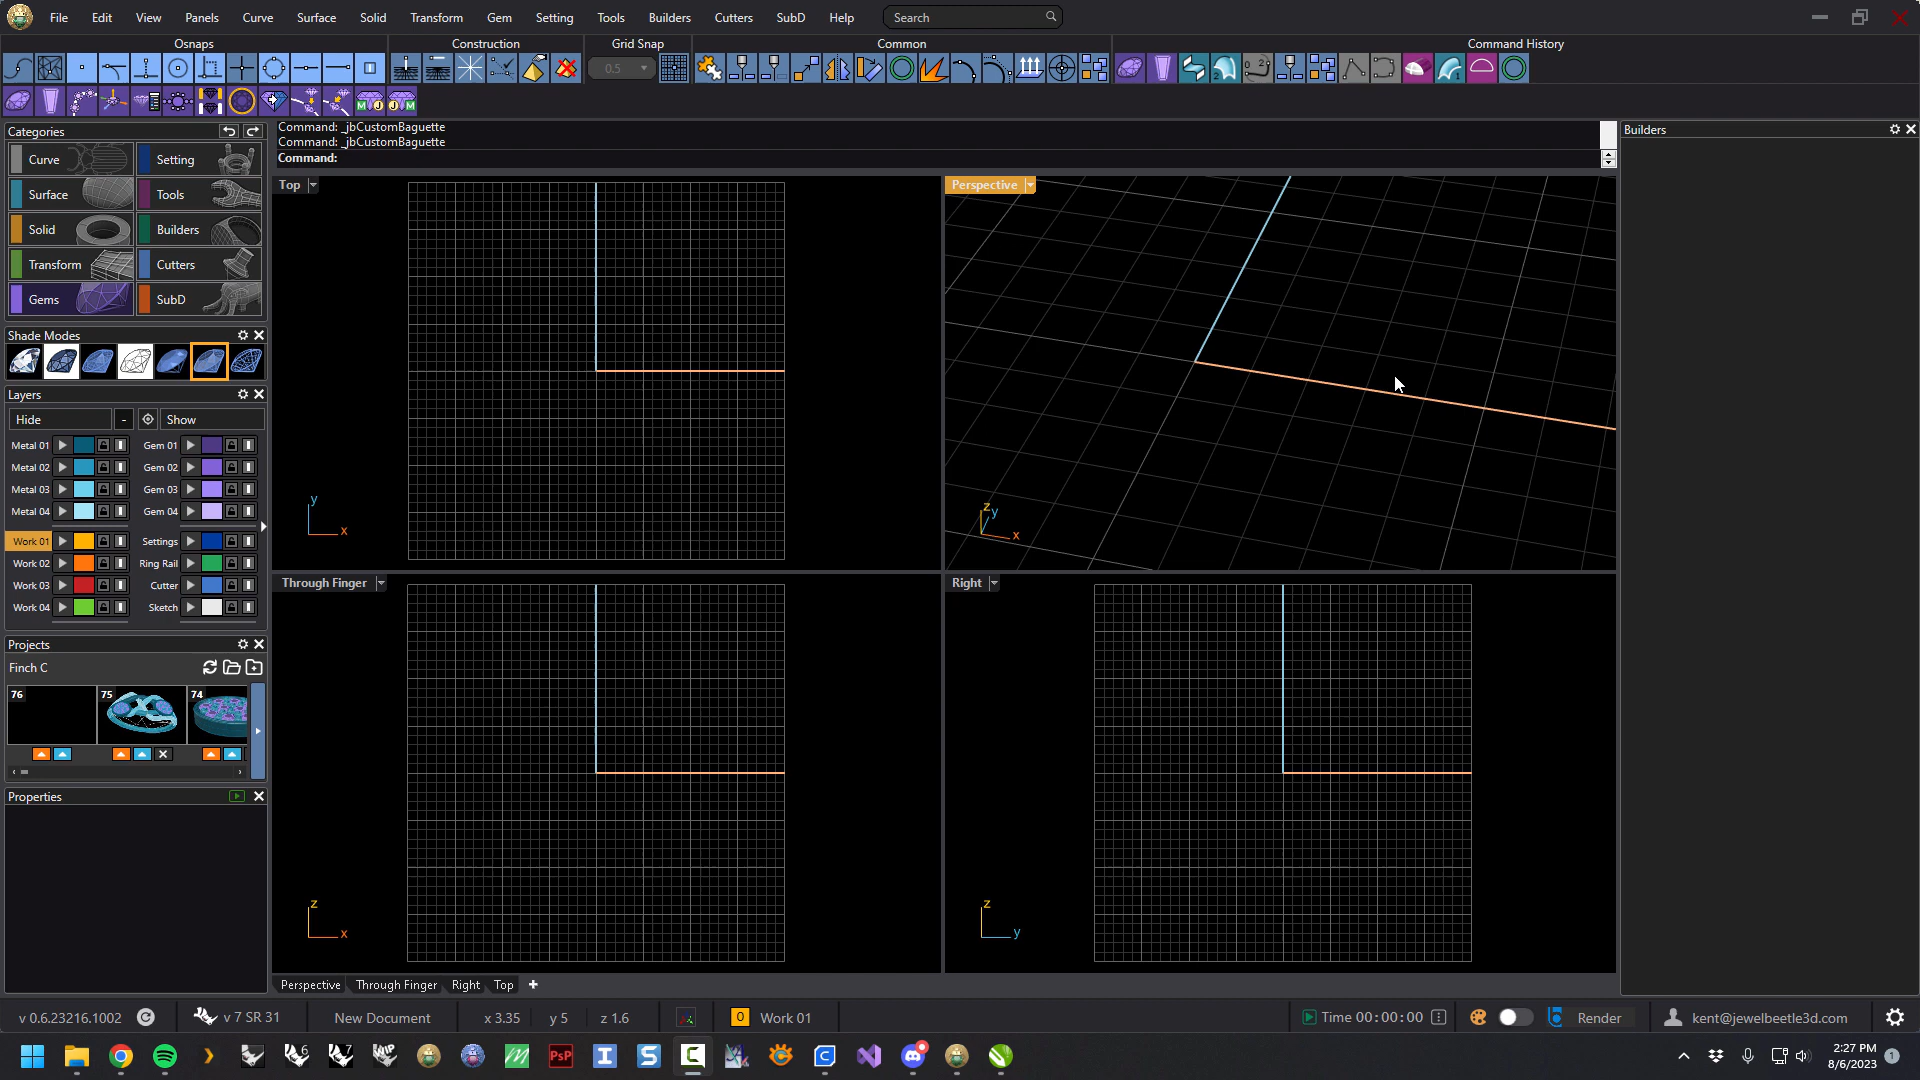 File Edit View Panels Curve Surface Solid Transform Gem Setting Tools Builders Cutters SubD Help Search
Osnaps Construction Grid Snap Common Command History
0.5
Categories
Curve Setting
Surface Tools
Solid Builders
Transform Cutters
Gems SubD
Shade Modes
Layers
Hide - Show
Metal 01 Gem 01
Metal 02 Gem 02
Metal 03 Gem 03
Metal 04 Gem 04
Work 01 Settings
Work 02 Ring Rail
Work 03 Cutter
Work 04 Sketch
Projects
Finch C
76 75 74
Properties
Command: _jbCustomBaguette
Command: _jbCustomBaguette
Command:
Top
y
x
Perspective
z
y
x
Through Finger
z
x
Right
z
y
Perspective Through Finger Right Top +
Builders
v 0.6.23216.1002 v 7 SR 31 New Document x 3.35 y 5 z 1.6 0 Work 01 Time 00:00:00 Render kent@jewelbeetle3d.com
6 7 WIP PsP
2:27 PM
8/6/2023
1